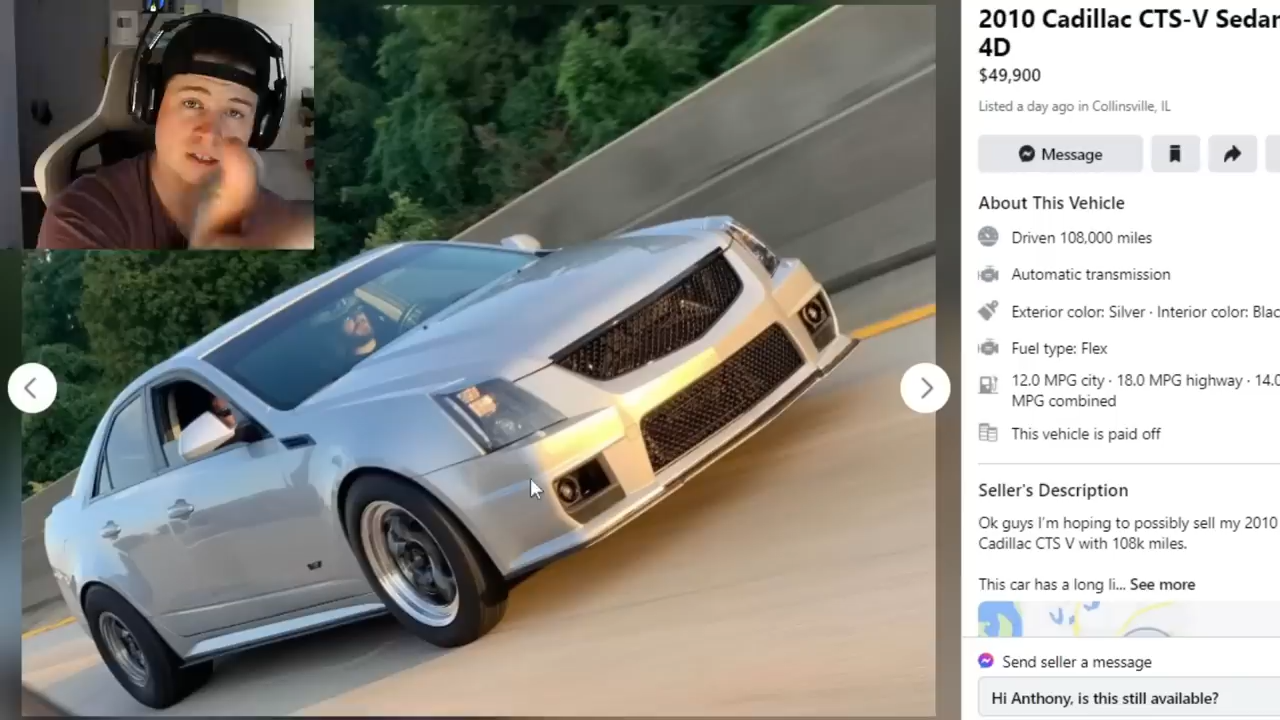 2010 Cadillac CTS-V Sedan
4D
$49,900
Listed a day ago in Collinsville, IL
Message
About This Vehicle
Driven 108,000 miles
Automatic transmission
Exterior color: Silver · Interior color: Blac
Fuel type: Flex
12.0 MPG city · 18.0 MPG highway · 14.0
MPG combined
This vehicle is paid off
Seller's Description
Ok guys I'm hoping to possibly sell my 2010
Cadillac CTS V with 108k miles.
This car has a long li... See more
Send seller a message
Hi Anthony, is this still available?